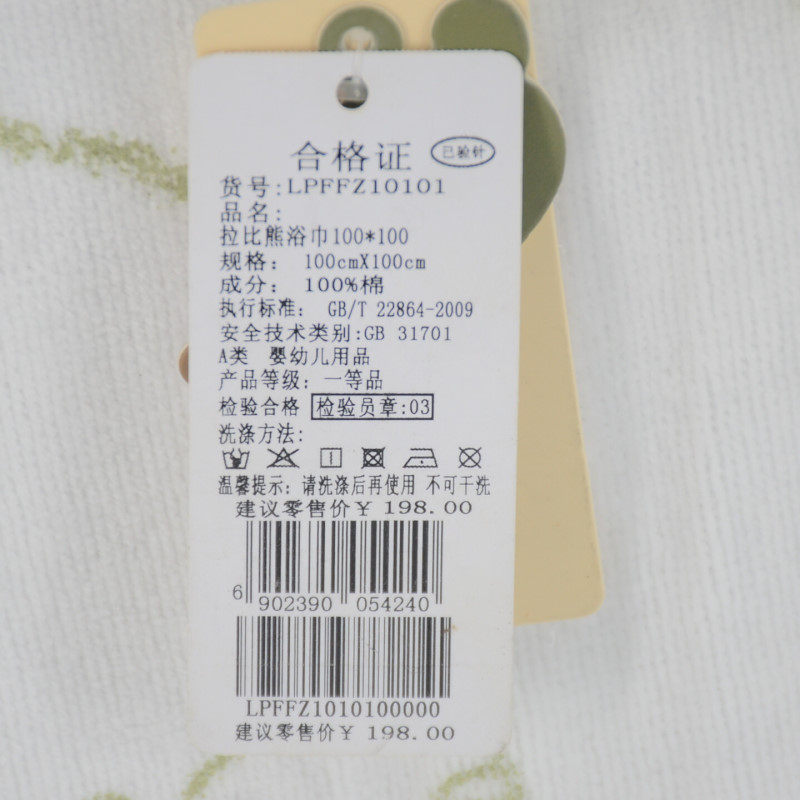 合格证 已验针
货号:LPFFZ10101
品名:
拉比熊浴巾100*100
规格: 100cmX100cm
成分: 100%棉
执行标准: GB/T 22864-2009
安全技术类别:GB 31701
A类 婴幼儿用品
产品等级: 一等品
检验合格 检验员章:03
洗涤方法:
温馨提示: 请洗涤后再使用 不可干洗
建议零售价¥ 198.00
6 902390 054240
LPFFZ1010100000
建议零售价¥ 198.00